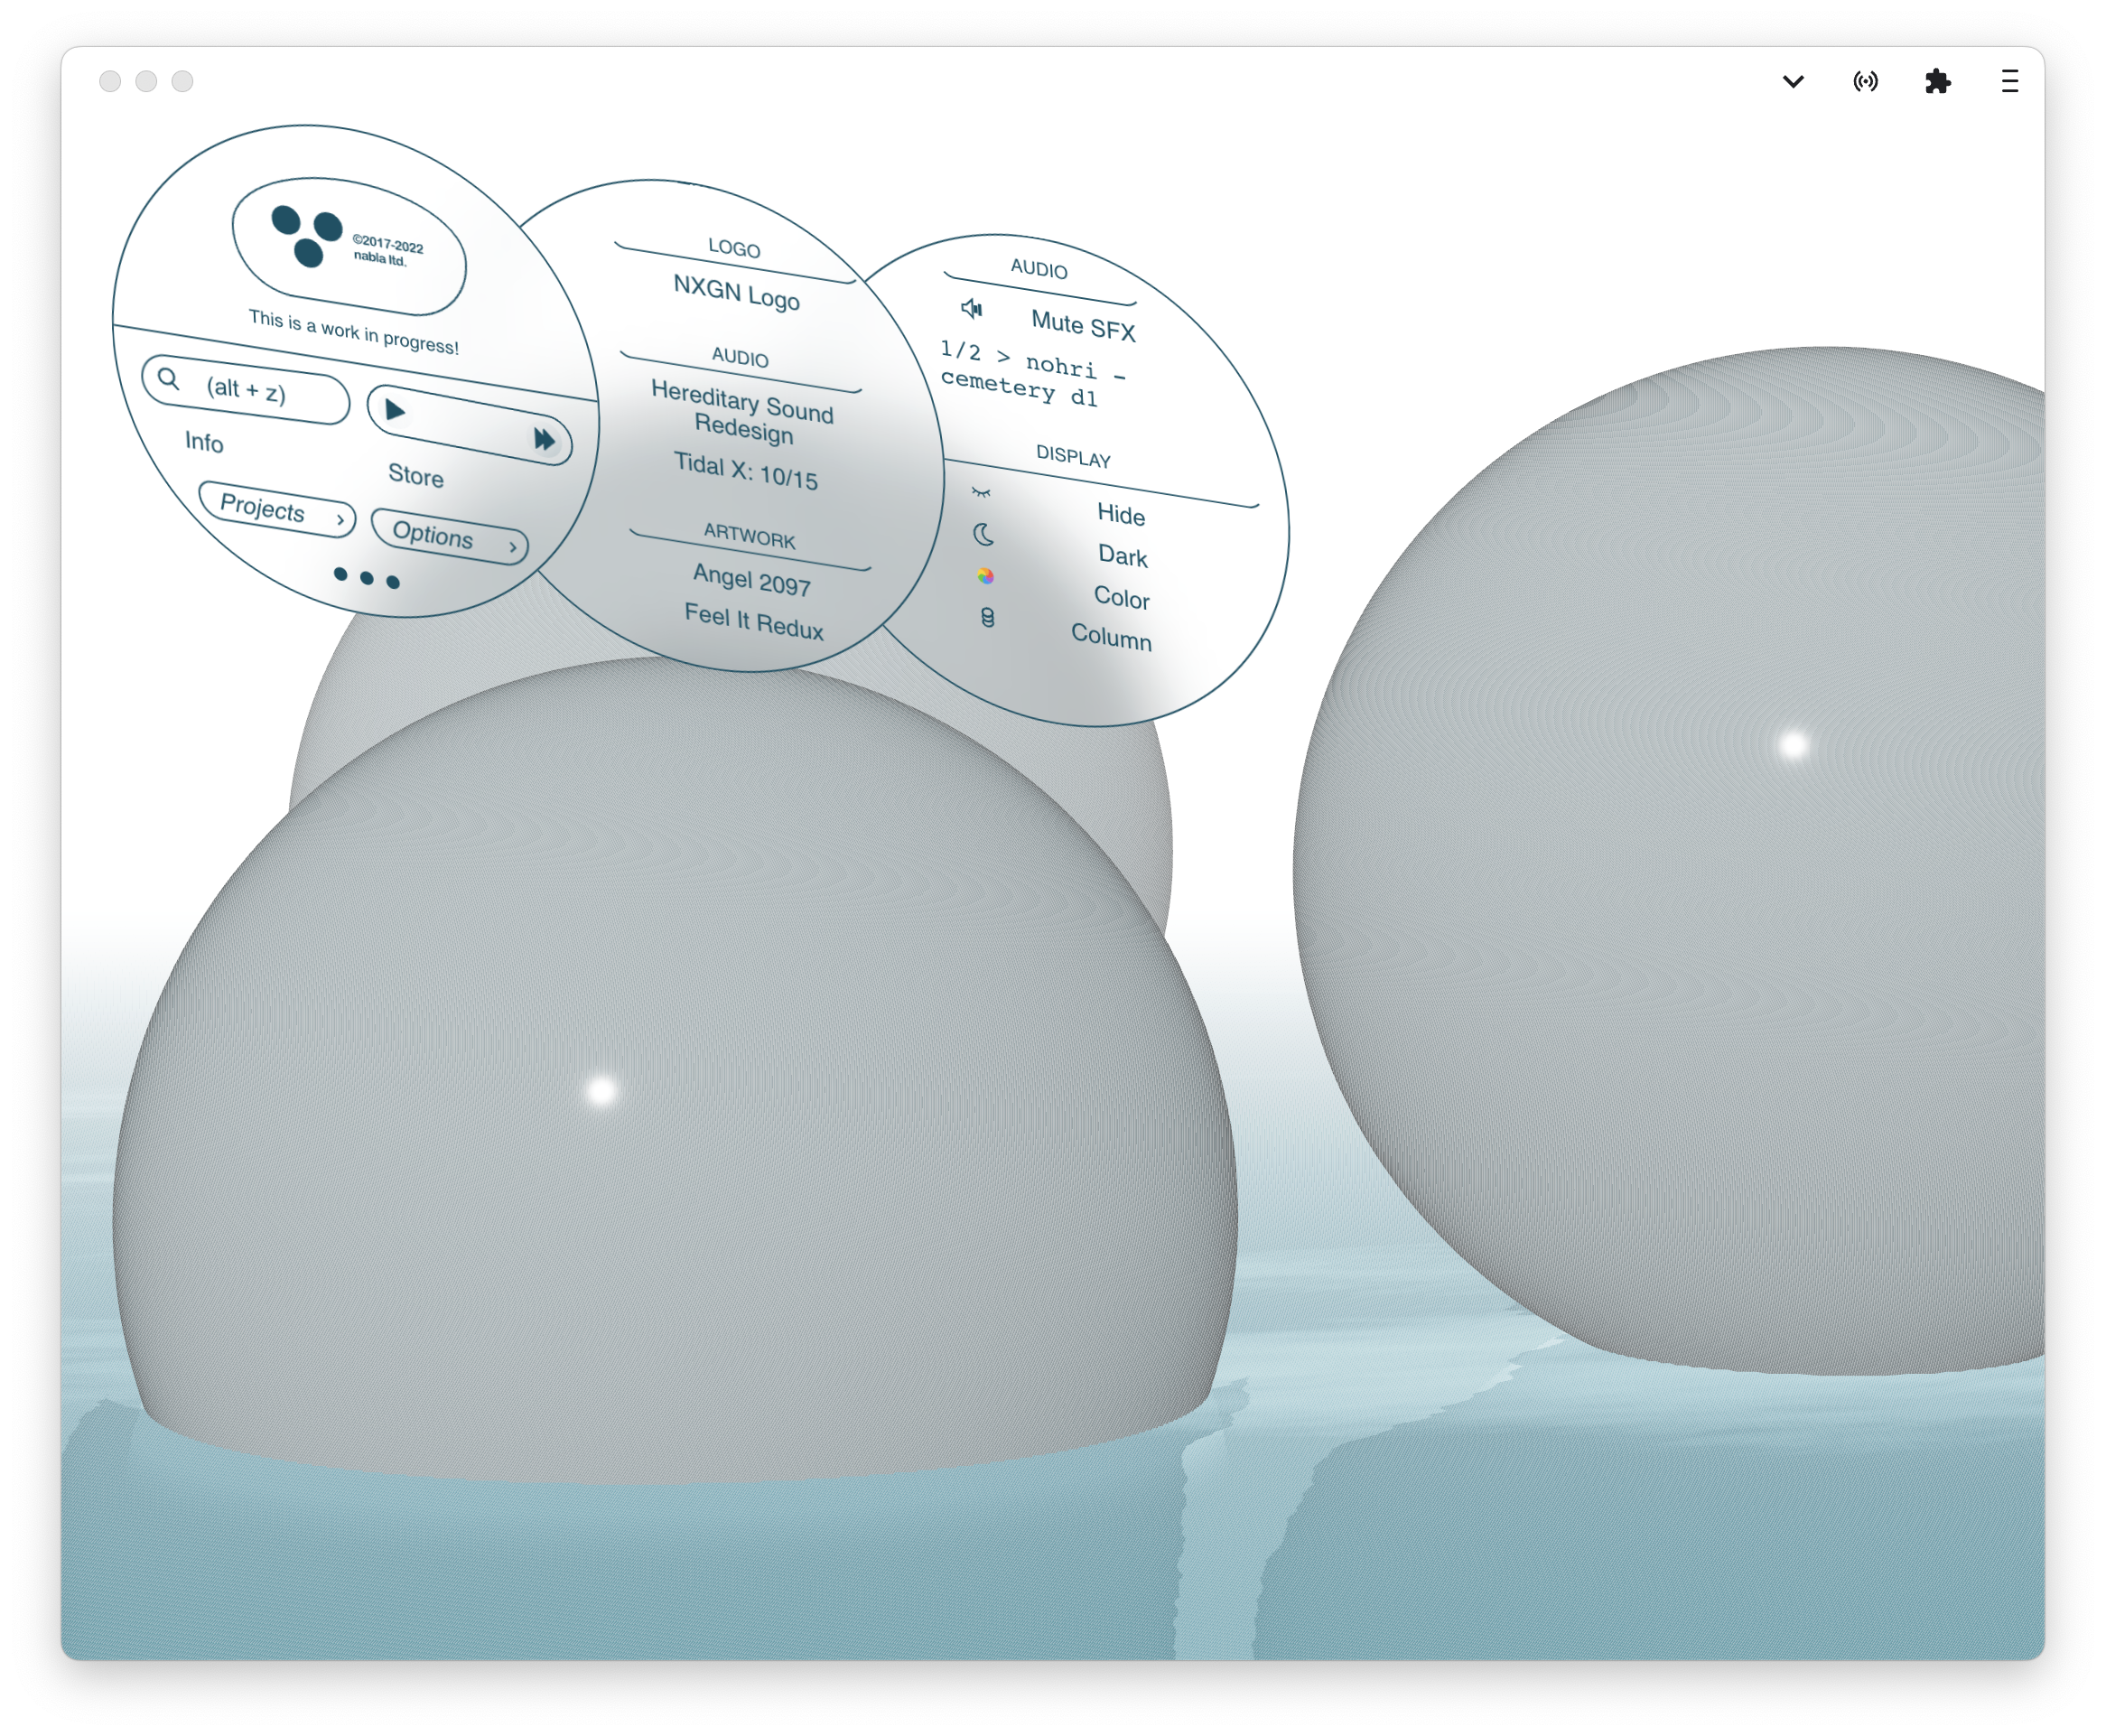 ©2017-2022
nabla ltd.
This is a work in progress!
(alt + z)
Info
Store
Projects
Options
LOGO
NXGN Logo
AUDIO
Hereditary Sound
Redesign
Tidal X: 10/15
ARTWORK
Angel 2097
Feel It Redux
AUDIO
Mute SFX
1/2 > nohri –
cemetery dl
DISPLAY
Hide
Dark
Color
Column